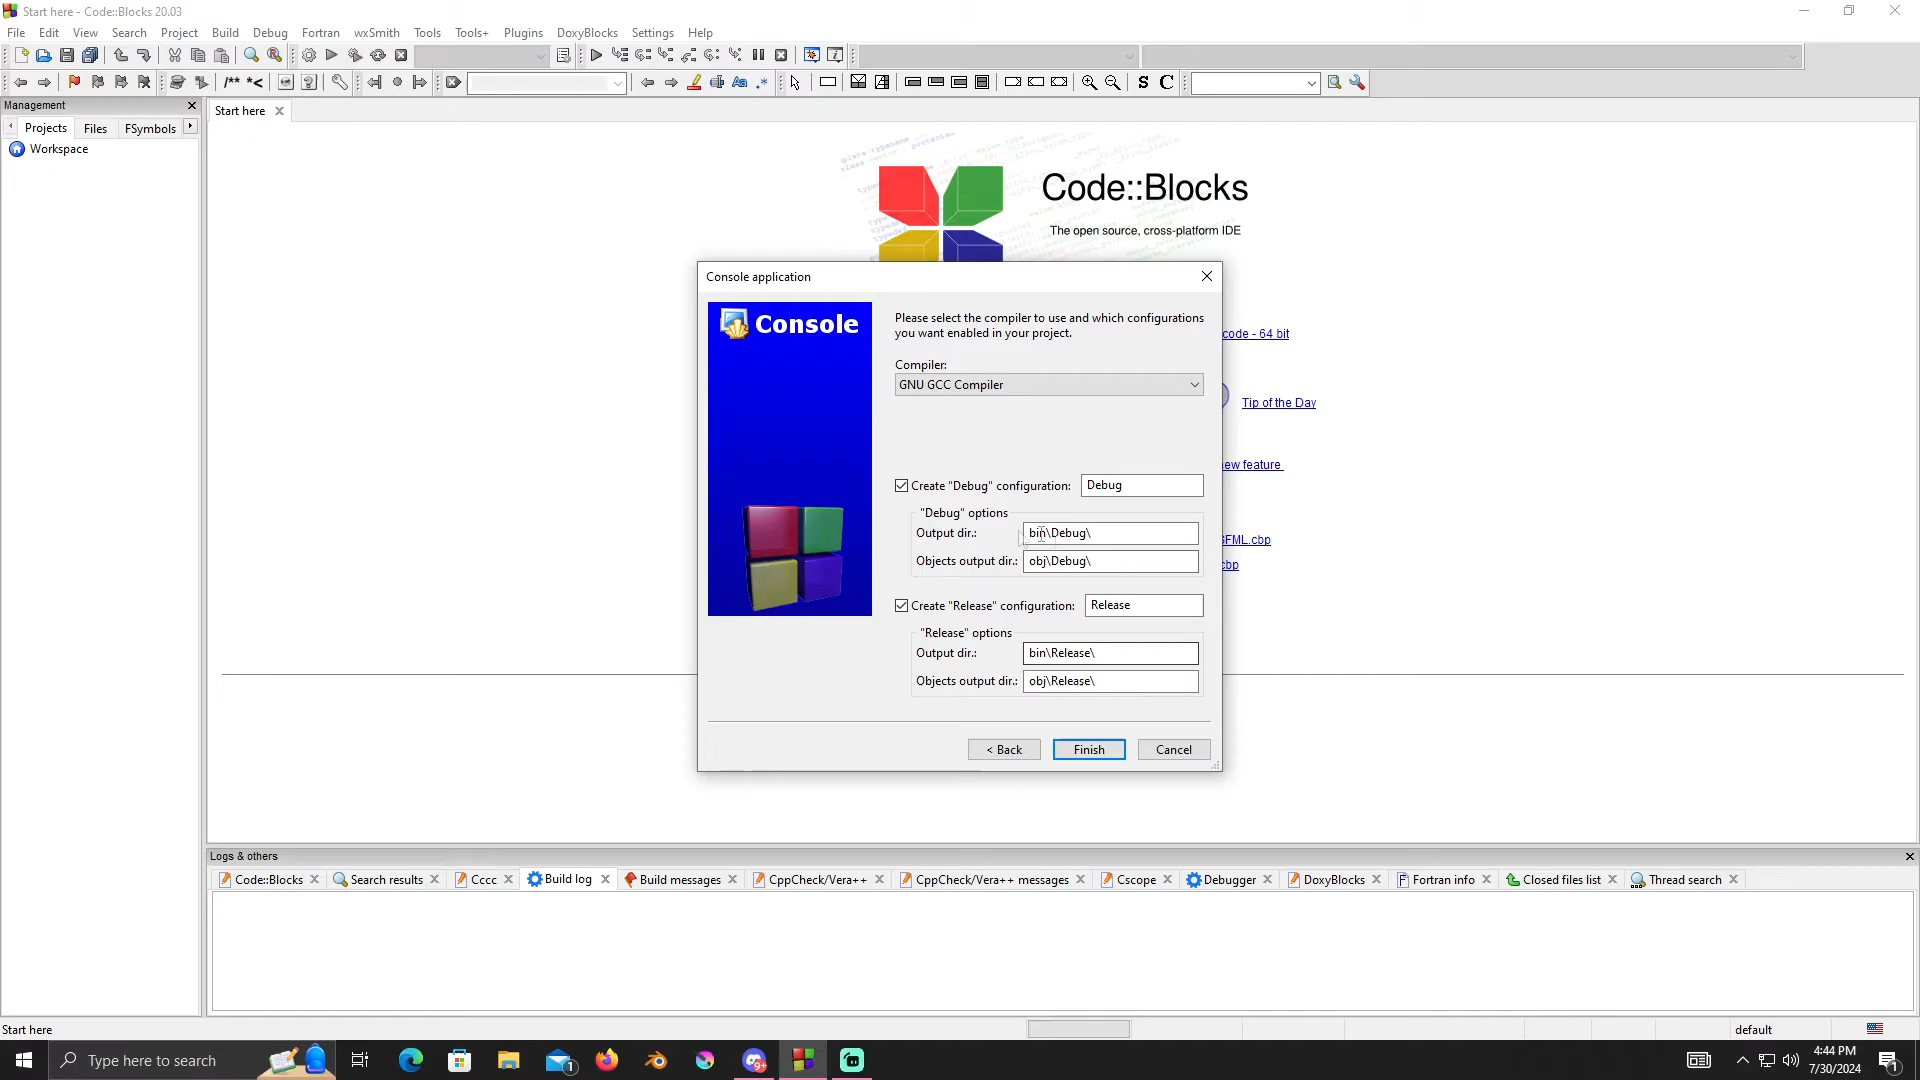 Start here - Code::Blocks 20.03
File Edit View Search Project Build Debug Fortran wxSmith Tools Tools+ Plugins DoxyBlocks Settings Help
/** *<
S C
Management
Start here
Projects Files FSymbols
Workspace
Code::Blocks
The open source, cross-platform IDE
Console application
Console
Please select the compiler to use and which configurations
you want enabled in your project.
code - 64 bit
Compiler:
GNU GCC Compiler
Tip of the Day
ew feature
Create "Debug" configuration: Debug
"Debug" options
Output dir.: bin\Debug\
SFML.cbp
Objects output dir.: obj\Debug\
cbp
Create "Release" configuration: Release
"Release" options
Output dir.: bin\Release\
Objects output dir.: obj\Release\
< Back Finish Cancel
Logs & others
Code::Blocks Search results Cccc Build log Build messages CppCheck/Vera++ CppCheck/Vera++ messages Cscope Debugger DoxyBlocks Fortran info Closed files list Thread search
Start here default
Type here to search
4:44 PM
7/30/2024